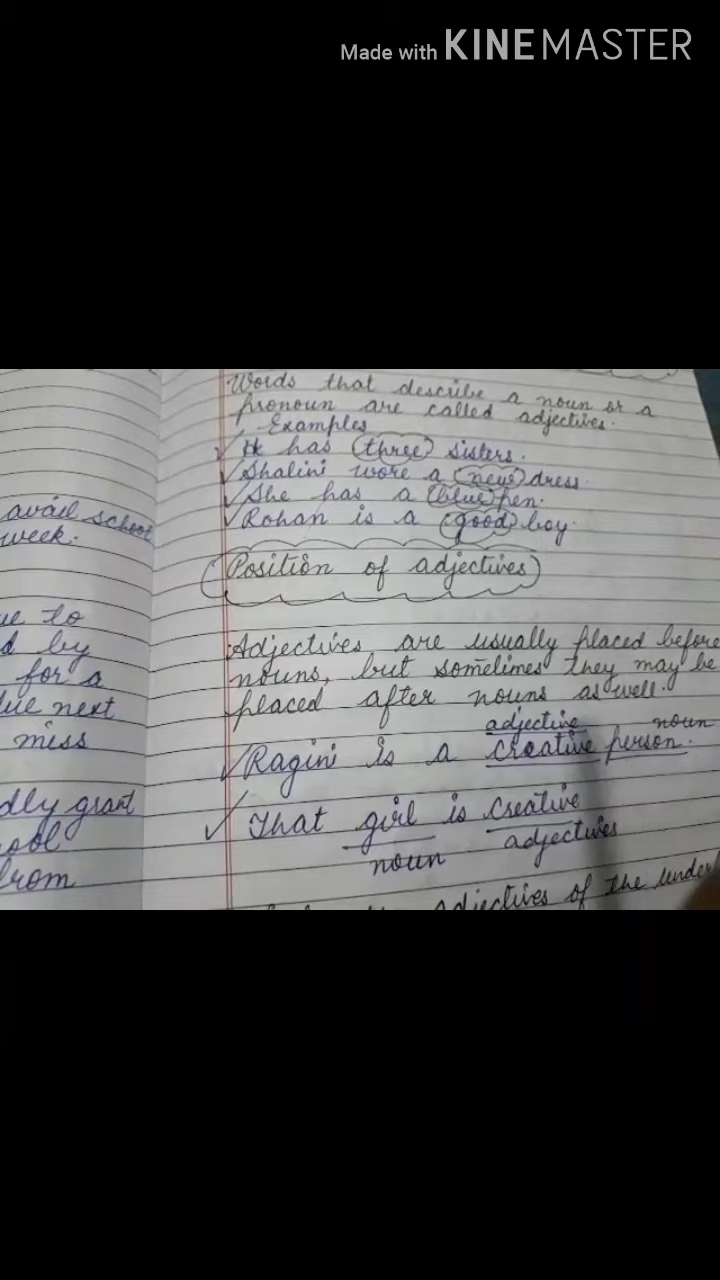 Made with KINEMASTER
Words that describe a noun or a
pronoun are called adjectives.
Examples
He has three sisters.
Shalini wore a new dress.
She has a blue pen.
Rohan is a good boy.
Position of adjectives
Adjectives are usually placed before
nouns, but sometimes they may be
placed after nouns as well.
adjective noun
Ragini is a creative person.
That girl is creative
noun adjectives
adjectives of the
avail school
week.
to
by
for a
next
miss
grant
from